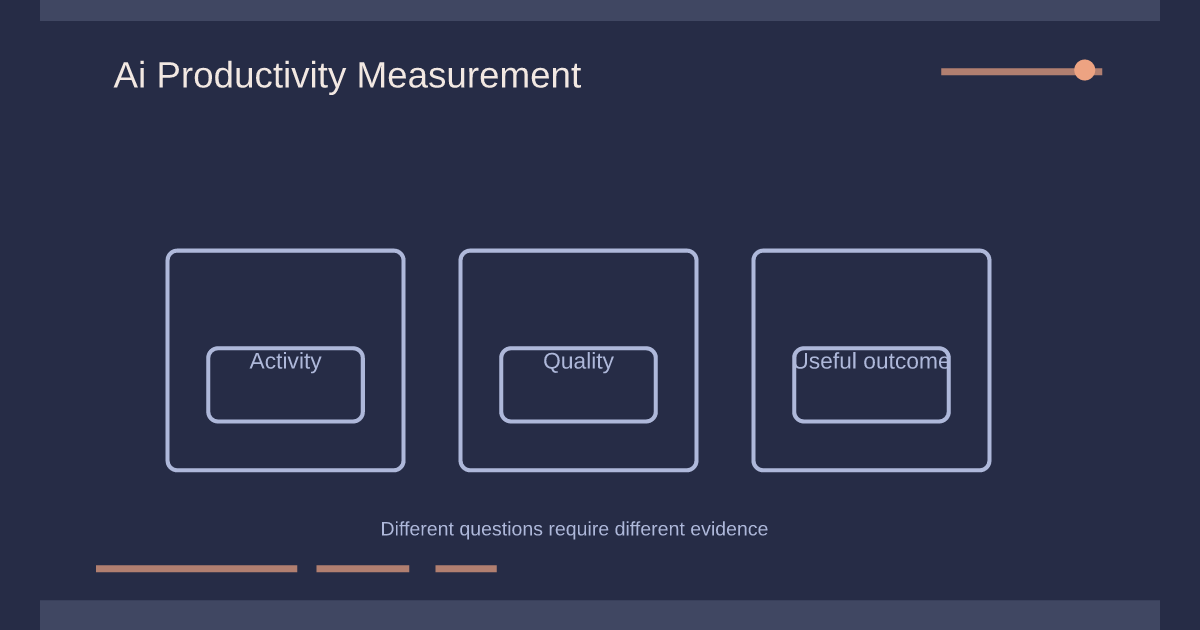 Ai Productivity Measurement
Activity
Quality
Useful outcome
Different questions require different evidence